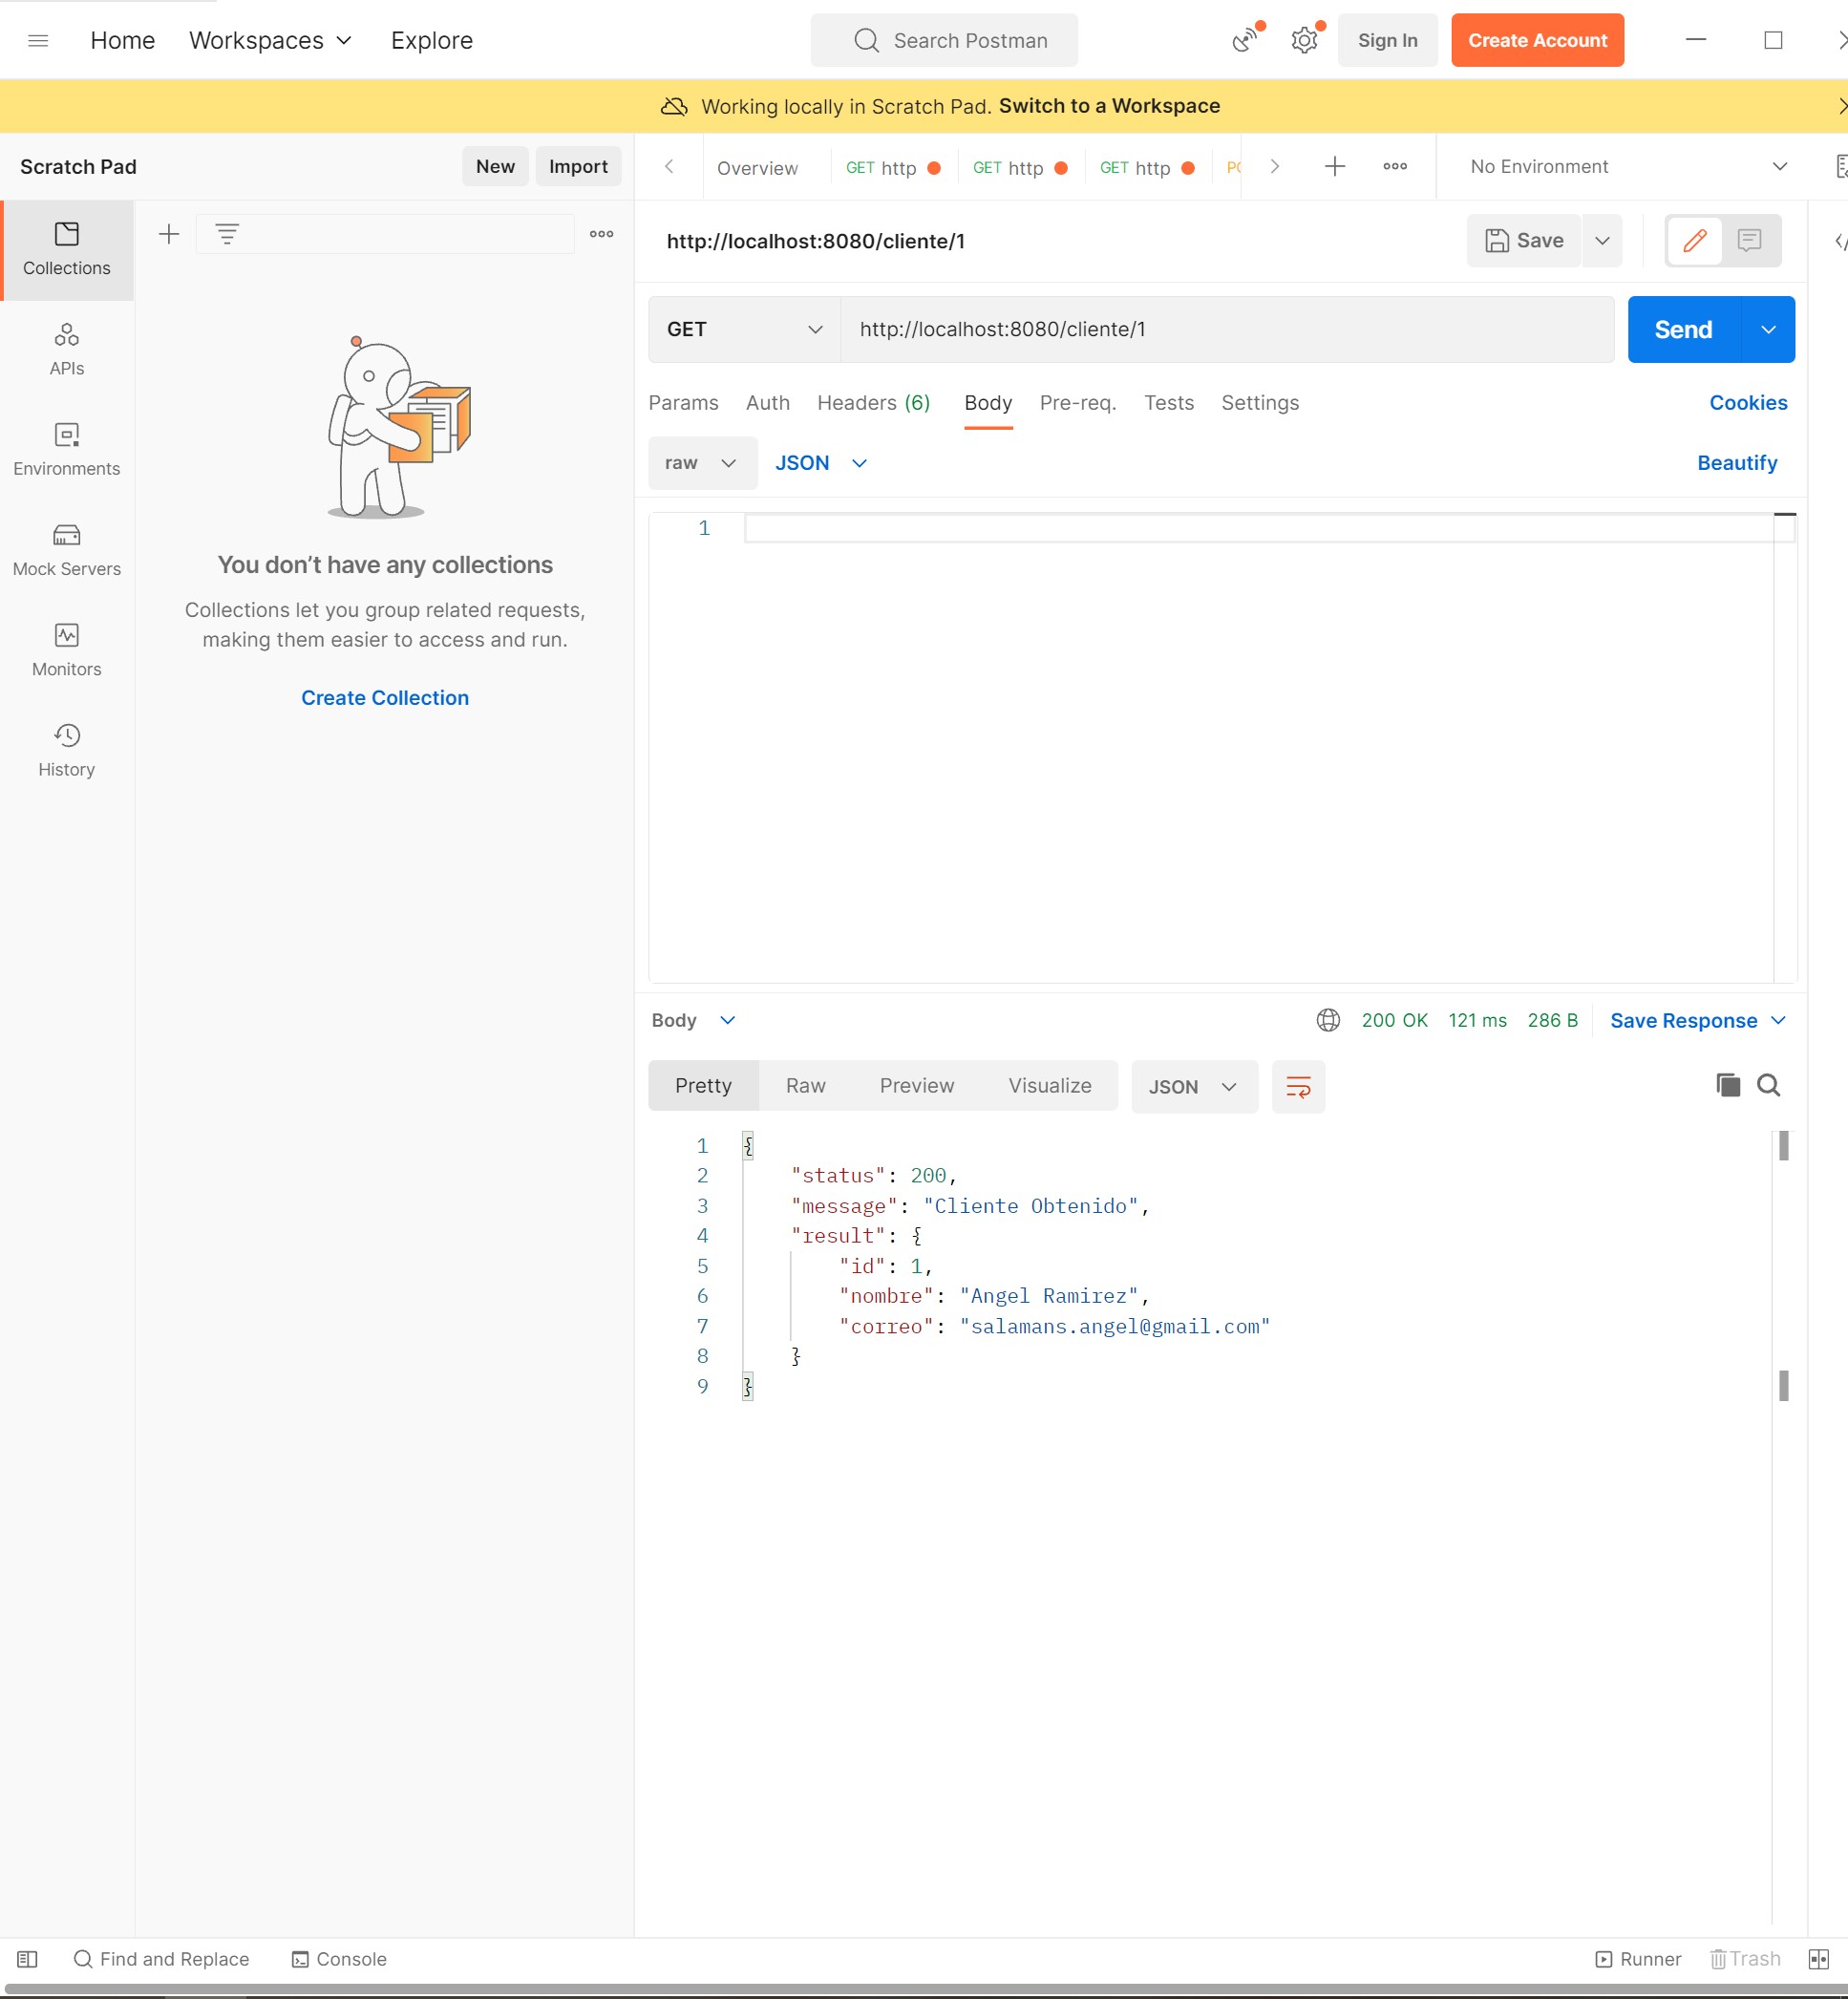 Home Workspaces Explore Search Postman Sign In Create Account
Working locally in Scratch Pad. Switch to a Workspace
Scratch Pad New Import Overview GET http GET http GET http No Environment
Collections
http://localhost:8080/cliente/1 Save
GET http://localhost:8080/cliente/1 Send
APIs
Params Auth Headers (6) Body Pre-req. Tests Settings Cookies
Environments
raw JSON Beautify
1
Mock Servers
You don’t have any collections
Collections let you group related requests,
making them easier to access and run.
Monitors
Create Collection
History
Body 200 OK 121 ms 286 B Save Response
Pretty Raw Preview Visualize JSON
1 {
2 "status": 200,
3 "message": "Cliente Obtenido",
4 "result": {
5 "id": 1,
6 "nombre": "Angel Ramirez",
7 "correo": "salamans.angel@gmail.com"
8 }
9 }
Find and Replace Console Runner Trash